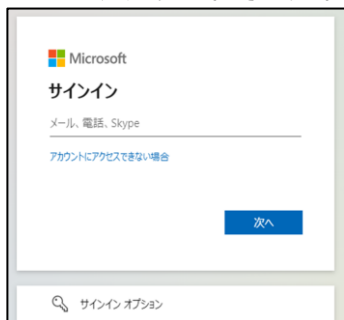 Microsoft
サインイン
メール、電話、Skype
アカウントにアクセスできない場合
次へ
サインイン オプション